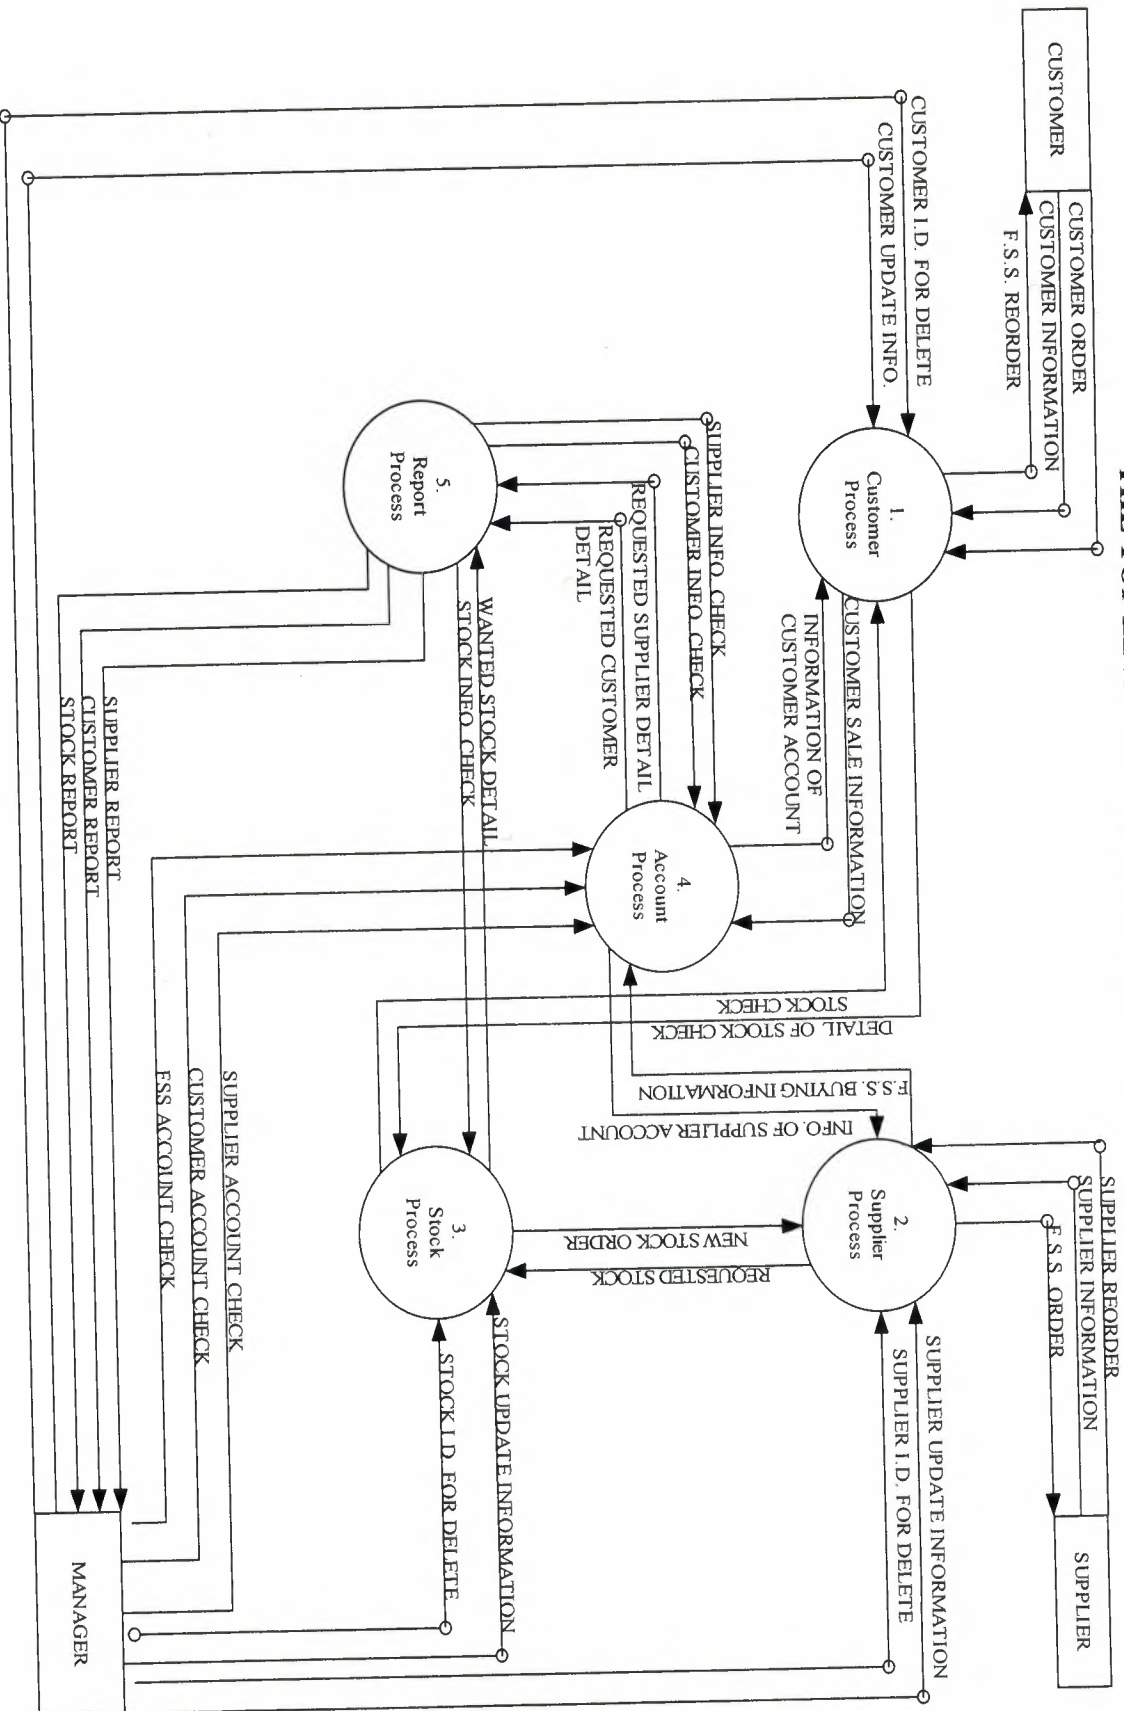 CUSTOMER
CUSTOMER ORDER
CUSTOMER INFORMATION
F.S.S. REORDER
CUSTOMER I.D. FOR DELETE
CUSTOMER UPDATE INFO.
1.
Customer
Process
CUSTOMER SALE INFORMATION
INFORMATION OF
CUSTOMER ACCOUNT
SUPPLIER INFO. CHECK
CUSTOMER INFO. CHECK
REQUESTED SUPPLIER DETAIL
REQUESTED CUSTOMER
DETAIL
5.
Report
Process
WANTED STOCK DETAIL
STOCK INFO. CHECK
4.
Account
Process
STOCK CHECK
DETAIL OF STOCK CHECK
F.S.S. BUYING INFORMATION
INFO. OF SUPPLIER ACCOUNT
SUPPLIER REORDER
SUPPLIER INFORMATION
F.S.S. ORDER
SUPPLIER
2.
Supplier
Process
NEW STOCK ORDER
REQUESTED STOCK
3.
Stock
Process
SUPPLIER UPDATE INFORMATION
SUPPLIER I.D. FOR DELETE
STOCK UPDATE INFORMATION
STOCK I.D. FOR DELETE
SUPPLIER ACCOUNT CHECK
CUSTOMER ACCOUNT CHECK
FSS ACCOUNT CHECK
SUPPLIER REPORT
CUSTOMER REPORT
STOCK REPORT
MANAGER